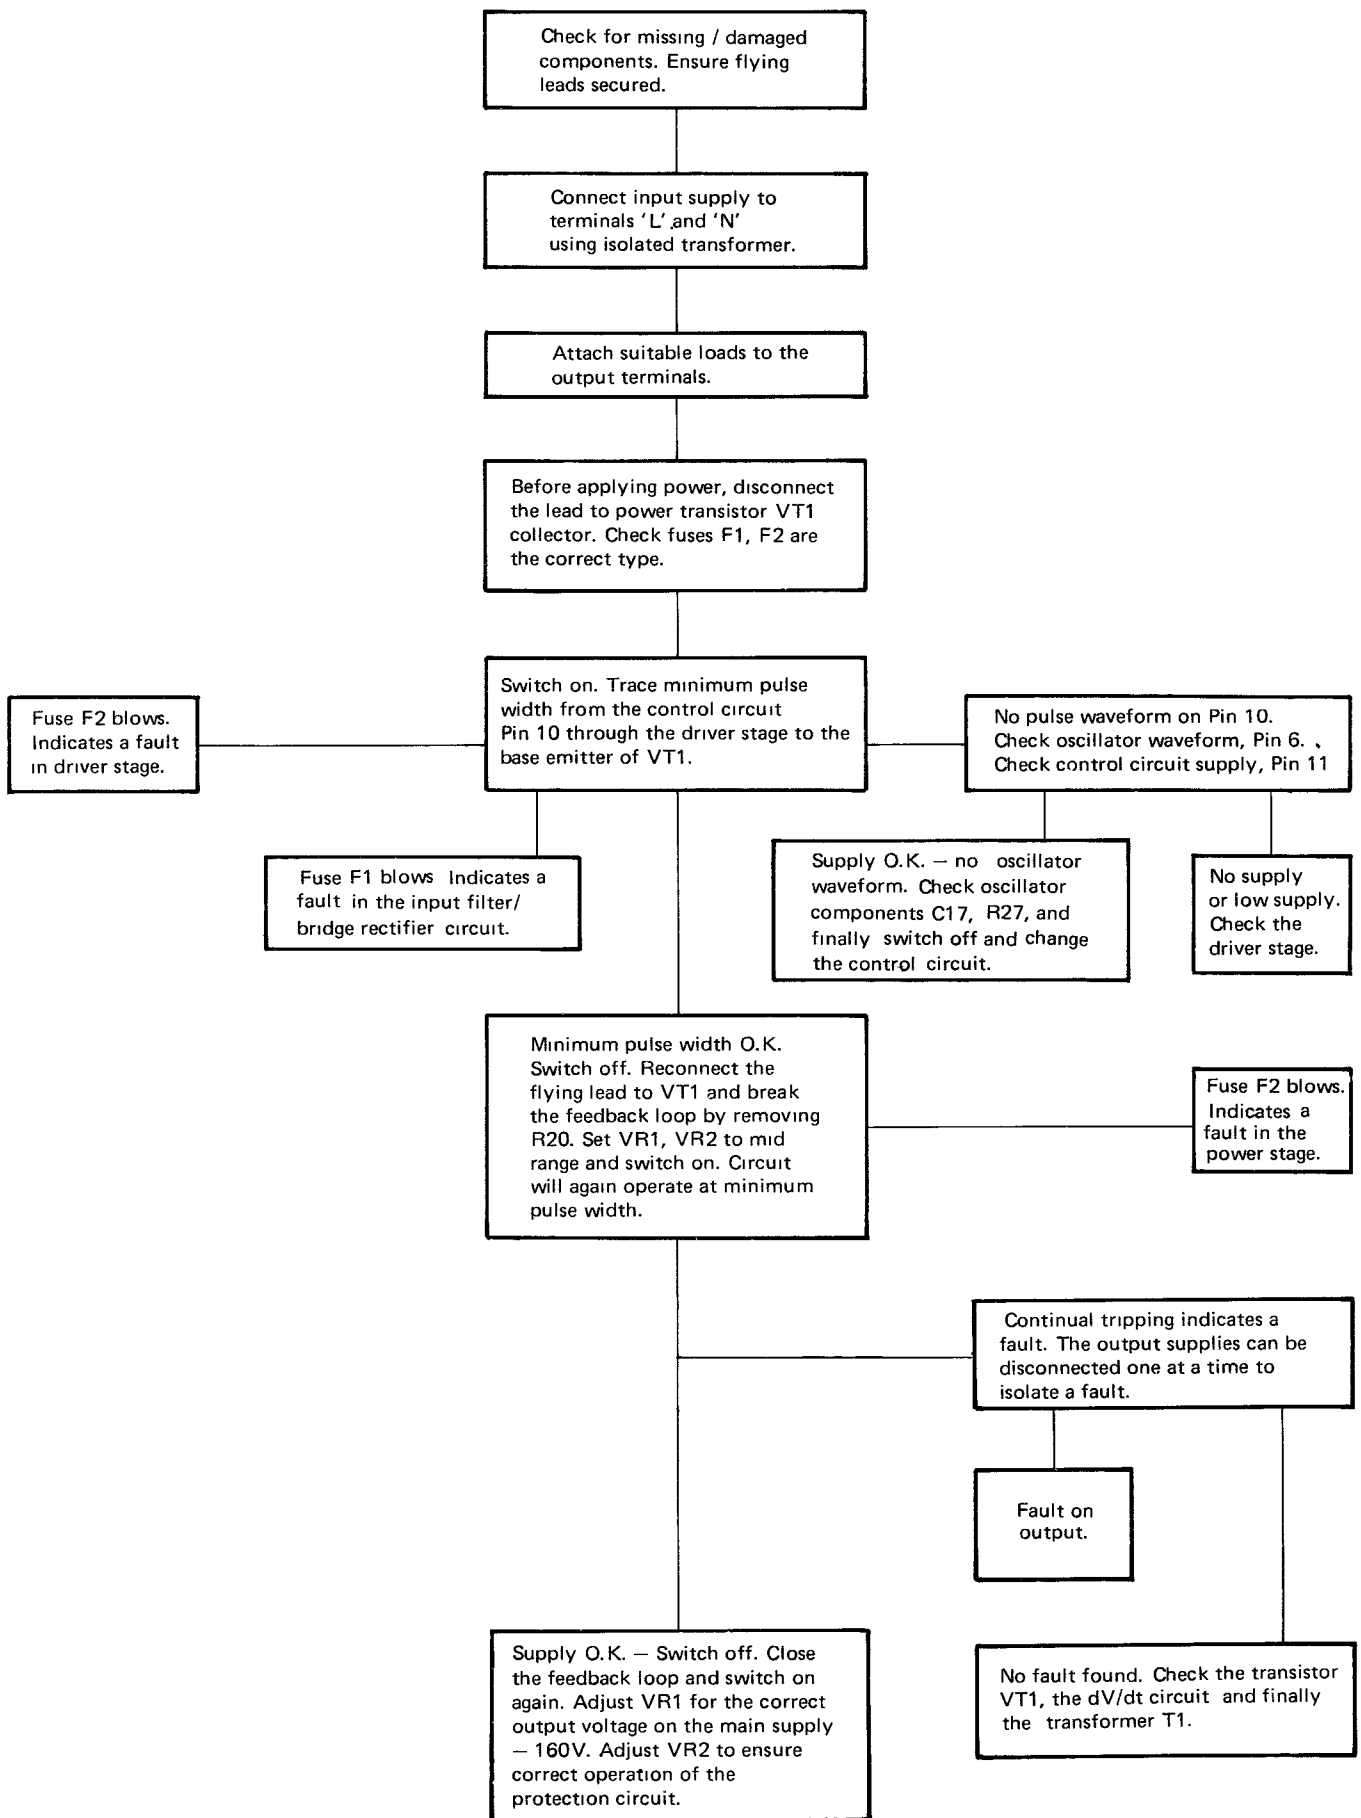 Check for missing / damaged
components. Ensure flying
leads secured.
Connect input supply to
terminals 'L' and 'N'
using isolated transformer.
Attach suitable loads to the
output terminals.
Before applying power, disconnect
the lead to power transistor VT1
collector. Check fuses F1, F2 are
the correct type.
Switch on. Trace minimum pulse
width from the control circuit
Pin 10 through the driver stage to the
base emitter of VT1.
Fuse F2 blows.
Indicates a fault
in driver stage.
No pulse waveform on Pin 10.
Check oscillator waveform, Pin 6.
Check control circuit supply, Pin 11
Fuse F1 blows Indicates a
fault in the input filter/
bridge rectifier circuit.
Supply O.K. — no oscillator
waveform. Check oscillator
components C17, R27, and
finally switch off and change
the control circuit.
No supply
or low supply.
Check the
driver stage.
Minimum pulse width O.K.
Switch off. Reconnect the
flying lead to VT1 and break
the feedback loop by removing
R20. Set VR1, VR2 to mid
range and switch on. Circuit
will again operate at minimum
pulse width.
Fuse F2 blows.
Indicates a
fault in the
power stage.
Continual tripping indicates a
fault. The output supplies can be
disconnected one at a time to
isolate a fault.
Fault on
output.
Supply O.K. — Switch off. Close
the feedback loop and switch on
again. Adjust VR1 for the correct
output voltage on the main supply
— 160V. Adjust VR2 to ensure
correct operation of the
protection circuit.
No fault found. Check the transistor
VT1, the dV/dt circuit and finally
the transformer T1.